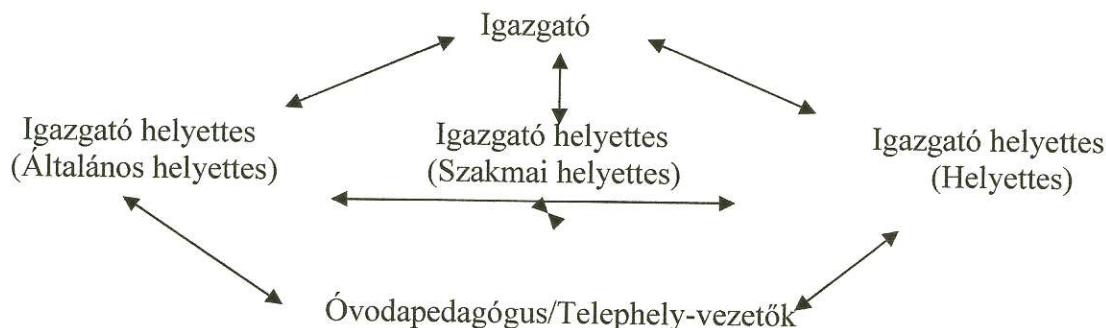 Igazgató
Igazgató helyettes
(Általános helyettes)
Igazgató helyettes
(Szakmai helyettes)
Igazgató helyettes
(Helyettes)
Óvodapedagógus/Telephely-vezetők